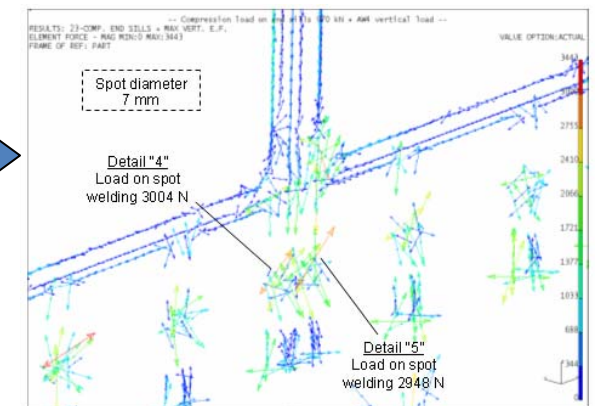 -- Compression load on end sills 970 kN + AW4 vertical load --
RESULTS: 23-COMP. END SILLS + MAX VERT. E.F.
ELEMENT FORCE - MAG MIN:0 MAX:3443
FRAME OF REF: PART
VALUE OPTION:ACTUAL
Spot diameter
7 mm
Detail "4"
Load on spot
welding 3004 N
Detail "5"
Load on spot
welding 2948 N
3443
2755
2410
2066
1721
1377
1033
688
344
0